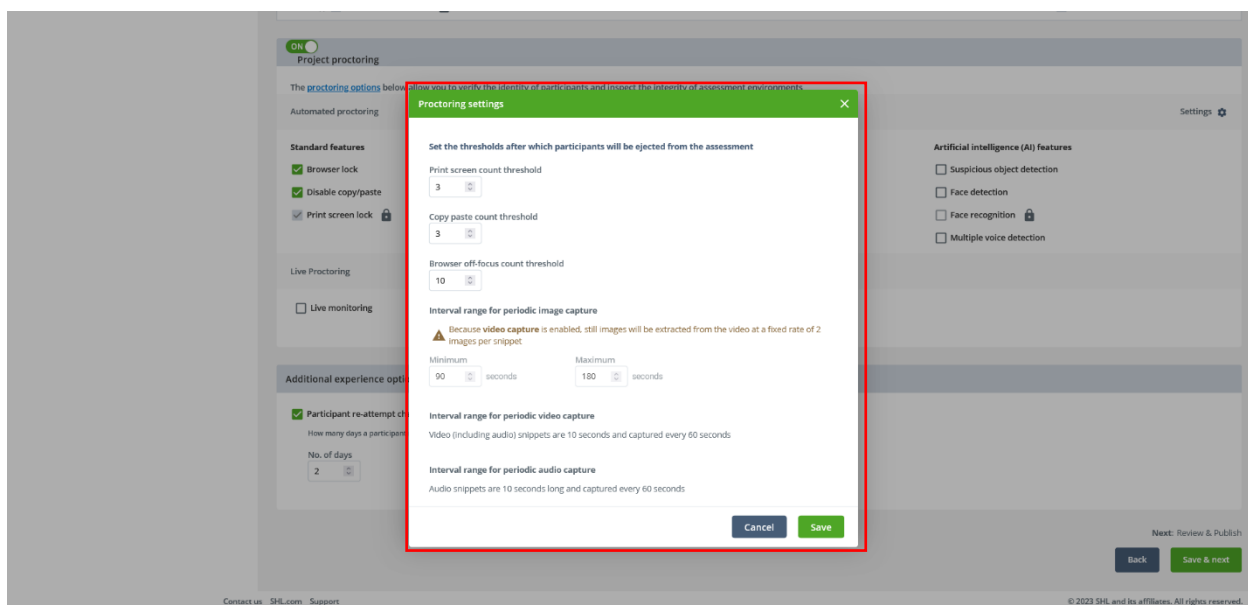 ON
Project proctoring
The proctoring options below allow you to verify the identity of participants and inspect the integrity of assessment environments
Automated proctoring
Settings
Standard features
Browser lock
Disable copy/paste
Print screen lock
Artificial intelligence (AI) features
Suspicious object detection
Face detection
Face recognition
Multiple voice detection
Live Proctoring
Live monitoring
Additional experience
Participant re-attempt
How many days a participant
No. of days
2
Proctoring settings
Set the thresholds after which participants will be ejected from the assessment
Print screen count threshold
3
Copy paste count threshold
3
Browser off-focus count threshold
10
Interval range for periodic image capture
Because video capture is enabled, still images will be extracted from the video at a fixed rate of 2
images per snippet
Minimum Maximum
90 seconds 180 seconds
Interval range for periodic video capture
Video (including audio) snippets are 10 seconds and captured every 60 seconds
Interval range for periodic audio capture
Audio snippets are 10 seconds long and captured every 60 seconds
Cancel Save
Next: Review & Publish
Back Save & next
Contact us SHL.com Support © 2023 SHL and its affiliates. All rights reserved.